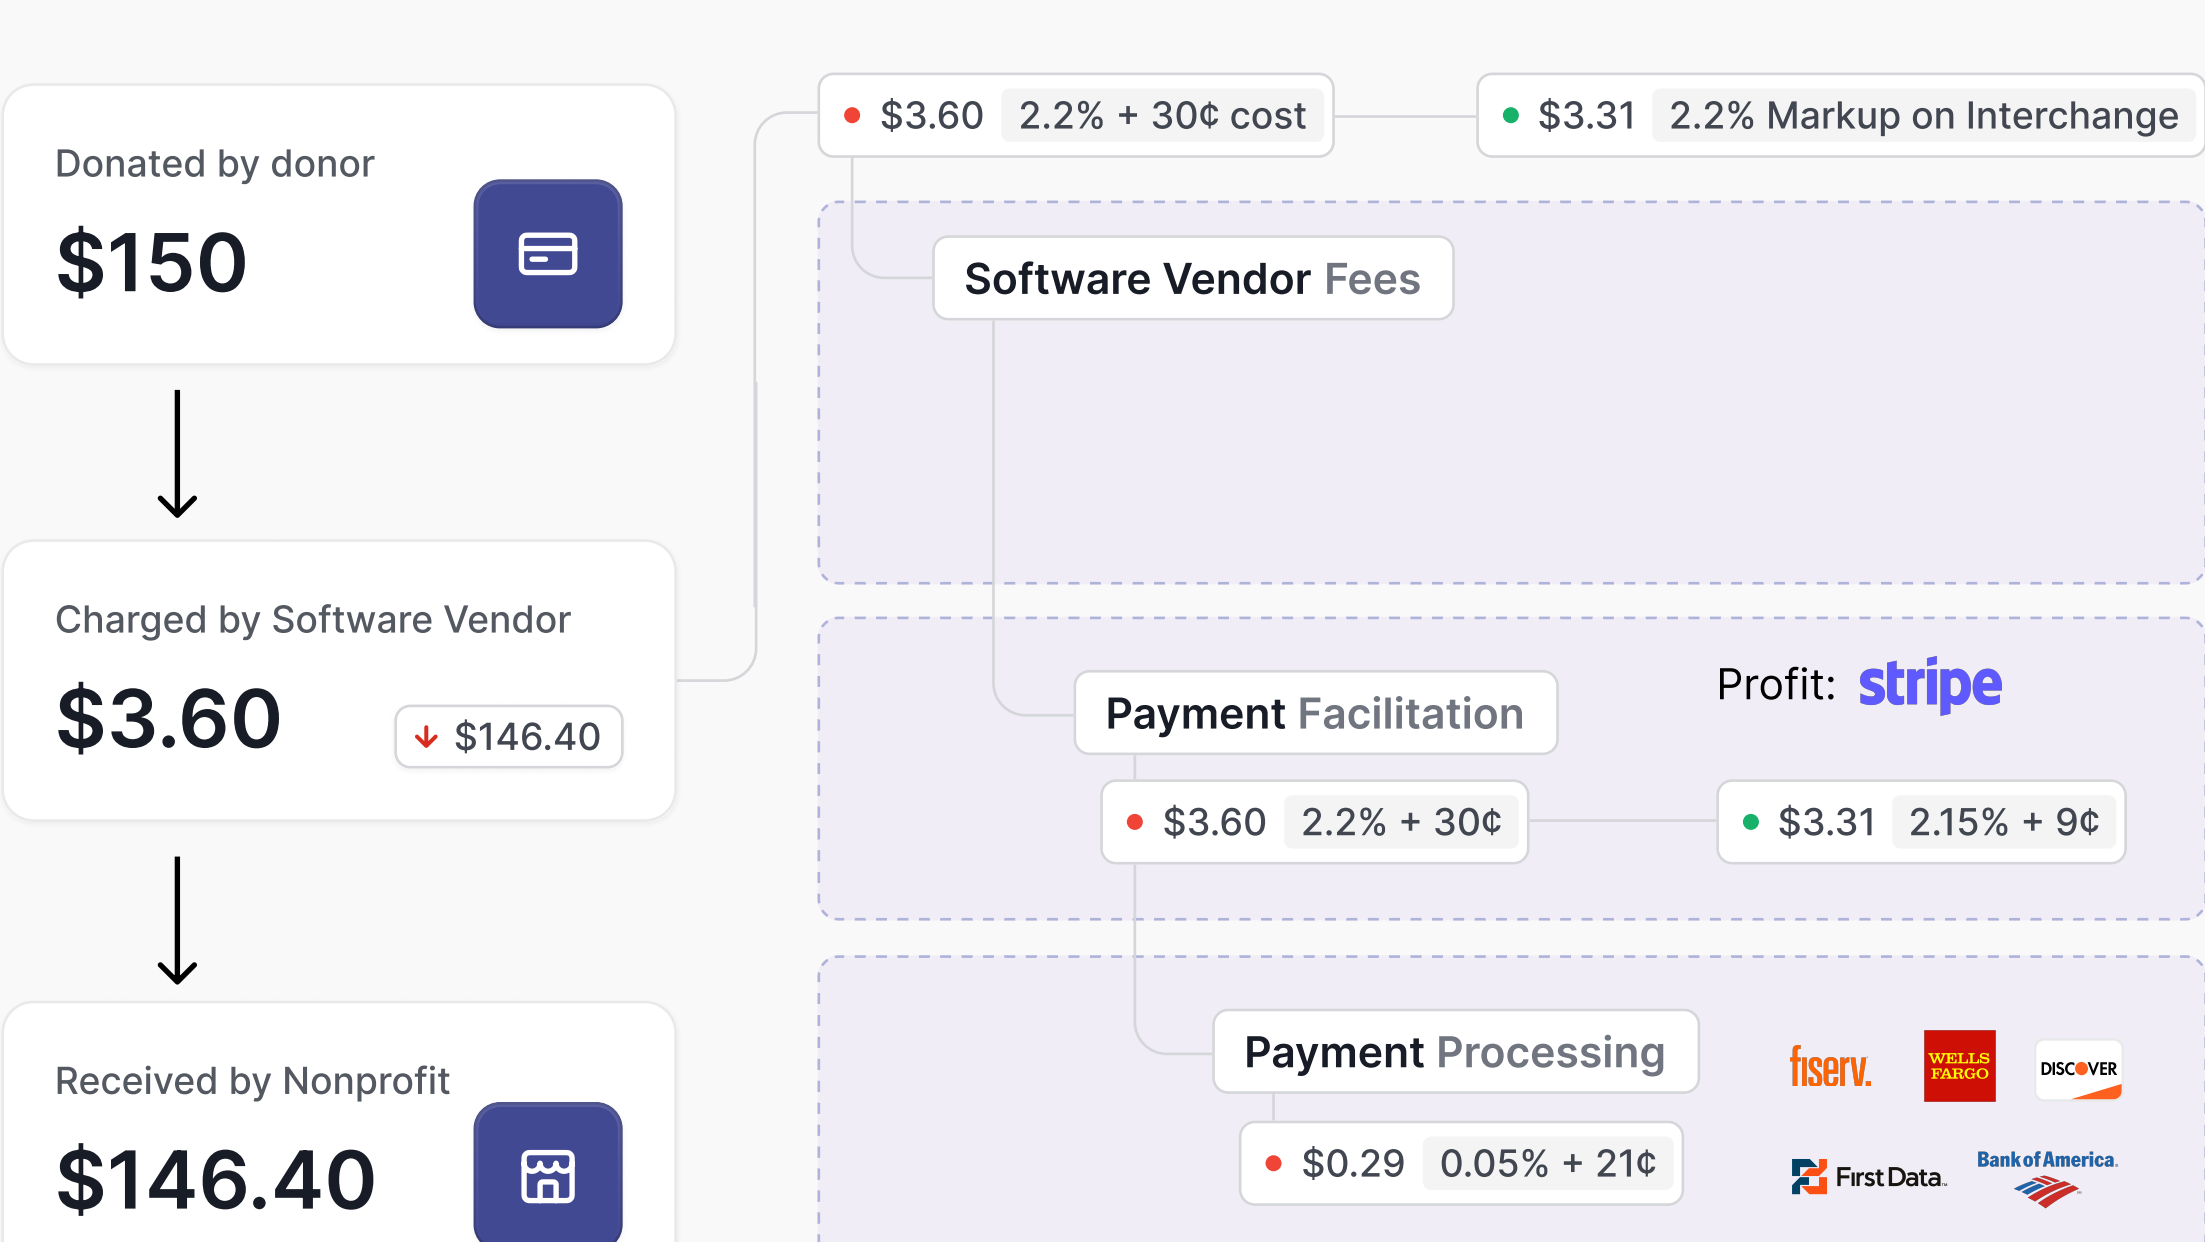 Donated by donor
$150
Charged by Software Vendor
$3.60
$146.40
Received by Nonprofit
$146.40
$3.60 2.2% + 30¢ cost
$3.31 2.2% Markup on Interchange
Software Vendor Fees
Payment Facilitation
Profit: stripe
$3.60 2.2% + 30¢
$3.31 2.15% + 9¢
Payment Processing
$0.29 0.05% + 21¢
fiserv.
WELLS
FARGO
DISCOVER
First Data™
Bank of America.